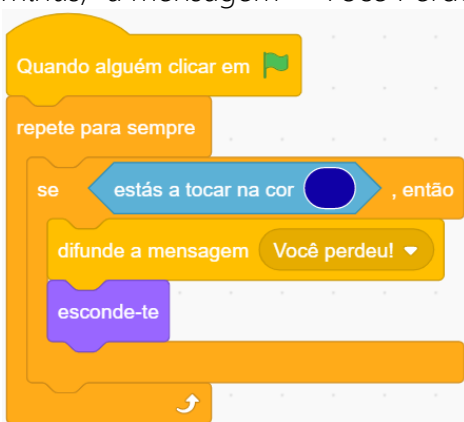 a mensagem
Quando alguém clicar em
repete para sempre
se estás a tocar na cor , então
difunde a mensagem Você perdeu!
esconde-te